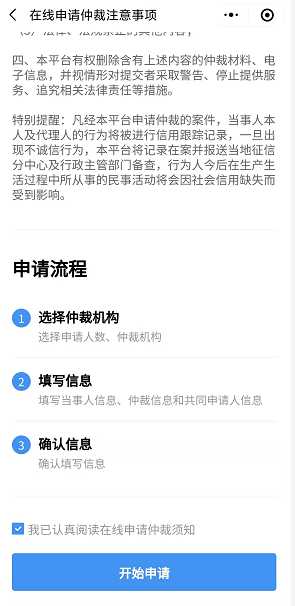 在线申请仲裁注意事项
（5）法律、法规禁止的其他内容；
四、本平台有权删除含有上述内容的仲裁材料、电
子信息，并视情形对提交者采取警告、停止提供服
务、追究相关法律责任等措施。
特别提醒：凡经本平台申请仲裁的案件，当事人本
人及代理人的行为将被进行信用跟踪记录，一旦出
现不诚信行为，本平台将记录在案并报送当地征信
分中心及行政主管部门备查，行为人今后在生产生
活过程中所从事的民事活动将会因社会信用缺失而
受到影响。
申请流程
1 选择仲裁机构
选择申请人数、仲裁机构
2 填写信息
填写当事人信息、仲裁信息和共同申请人信息
3 确认信息
确认填写信息
我已认真阅读在线申请仲裁须知
开始申请